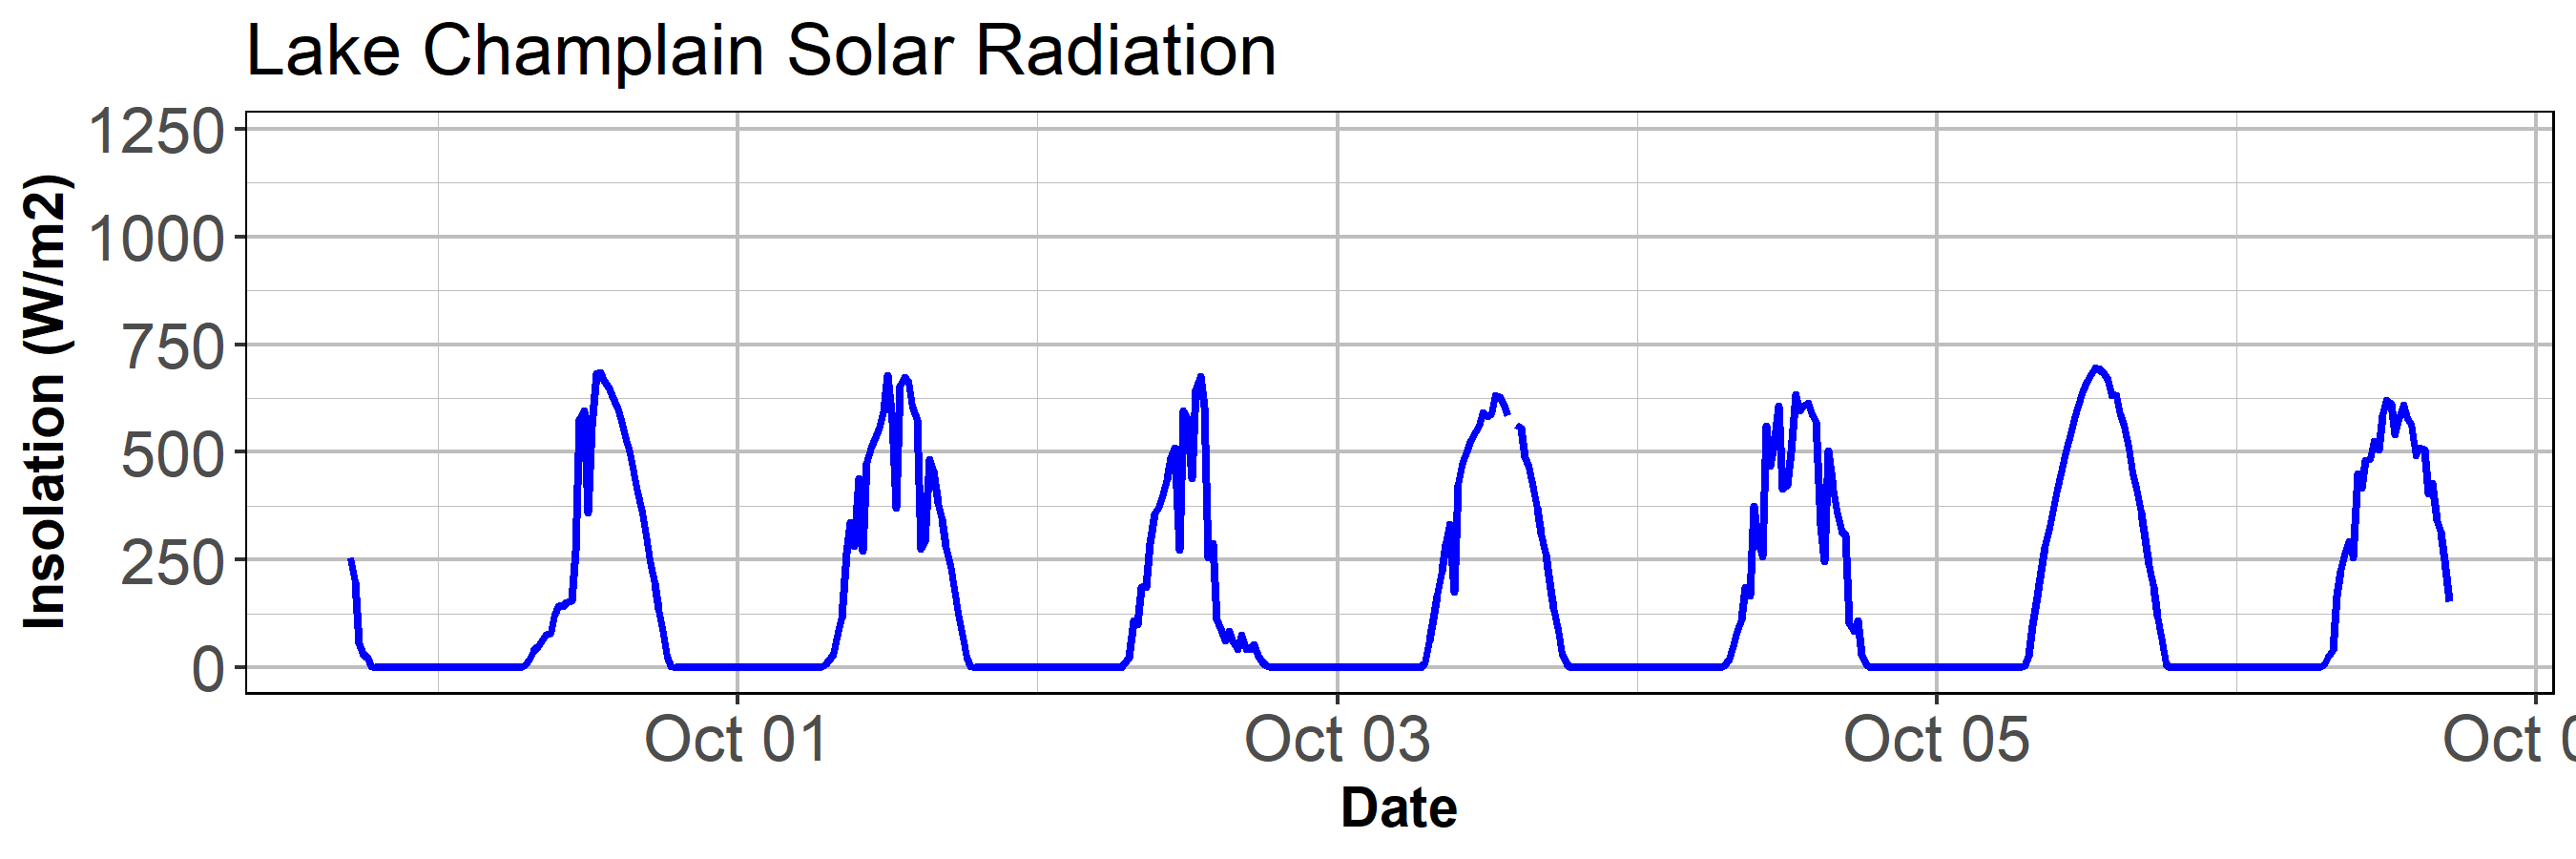 Lake Champlain Solar Radiation
1250
1000
750
500
250
0
Insolation (W/m2)
Oct 01
Oct 03
Oct 05
Oct
Date